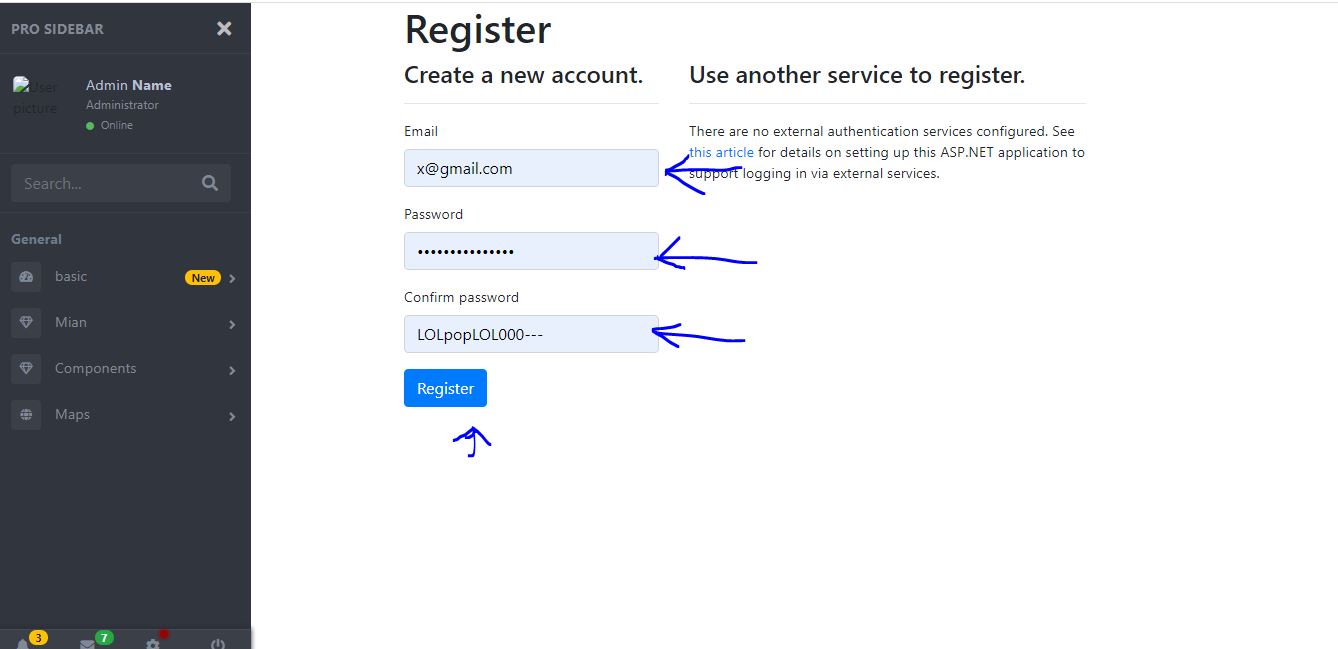 PRO SIDEBAR
User picture
Admin Name
Administrator
Online
Search...
General
basic
New
Mian
Components
Maps
3
7
Register
Create a new account.
Email
x@gmail.com
Password
•••••••••••••••
Confirm password
LOLpopLOL000---
Register
Use another service to register.
There are no external authentication services configured. See
this article for details on setting up this ASP.NET application to
support logging in via external services.